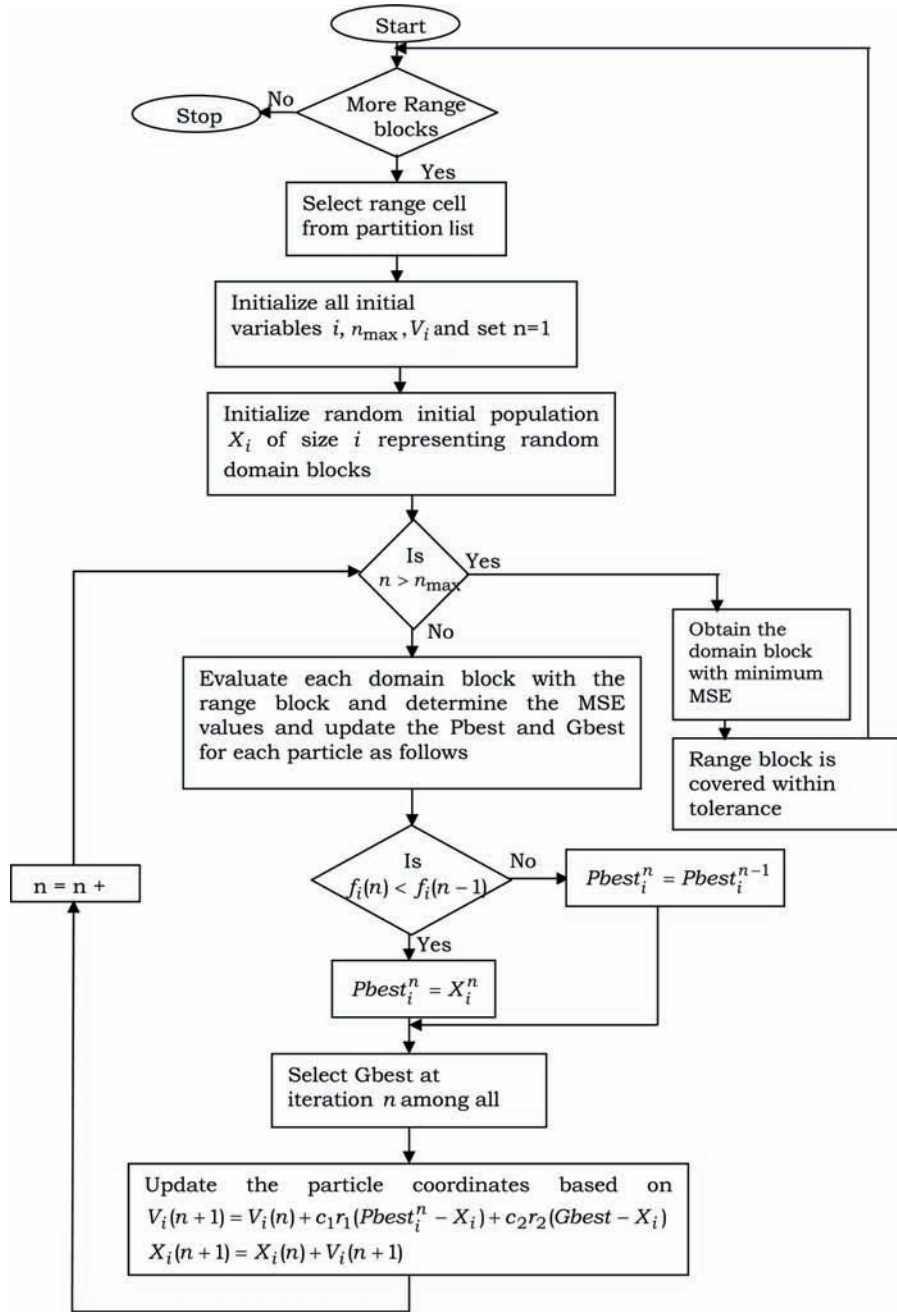 Start
More Range
blocks
No
Stop
Yes
Select range cell
from partition list
Initialize all initial
variables i, n_max, V_i and set n=1
Initialize random initial population
X_i of size i representing random
domain blocks
Is
n > n_max
Yes
No
Obtain the
domain block
with minimum
MSE
Range block is
covered within
tolerance
Evaluate each domain block with the
range block and determine the MSE
values and update the Pbest and Gbest
for each particle as follows
Is
f_i(n) < f_i(n − 1)
No
Pbest_i^n = Pbest_i^{n−1}
Yes
Pbest_i^n = X_i^n
Select Gbest at
iteration n among all
Update the particle coordinates based on
V_i(n + 1) = V_i(n) + c_1r_1(Pbest_i^n − X_i) + c_2r_2(Gbest − X_i)
X_i(n + 1) = X_i(n) + V_i(n + 1)
n = n +